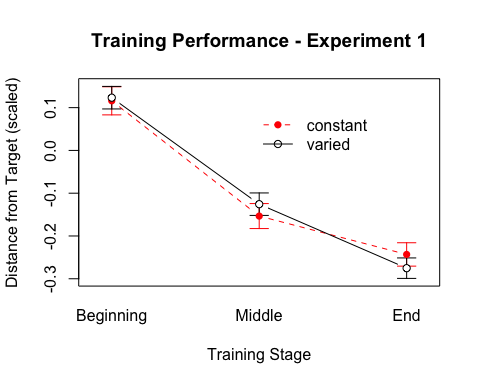 Training Performance - Experiment 1
Distance from Target (scaled)
0.1
0.0
-0.1
-0.2
-0.3
constant
varied
Beginning
Middle
End
Training Stage